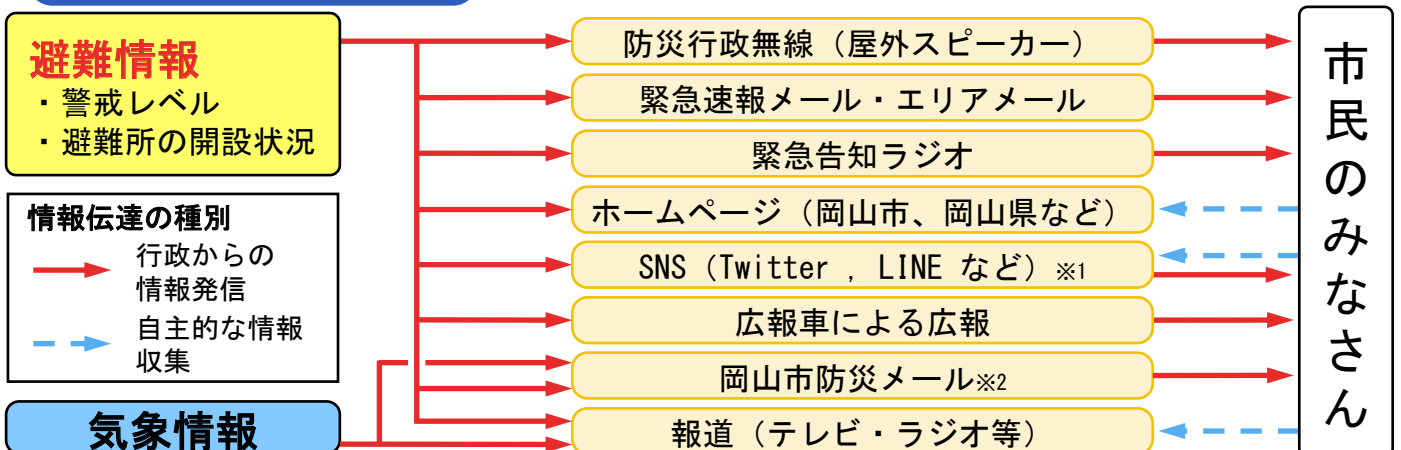 避難情報
・警戒レベル
・避難所の開設状況
情報伝達の種別
行政からの
情報発信
自主的な情報
収集
気象情報
防災行政無線（屋外スピーカー）
緊急速報メール・エリアメール
緊急告知ラジオ
ホームページ（岡山市、岡山県など）
SNS（Twitter , LINE など）※1
広報車による広報
岡山市防災メール※2
報道（テレビ・ラジオ等）
市民のみなさん